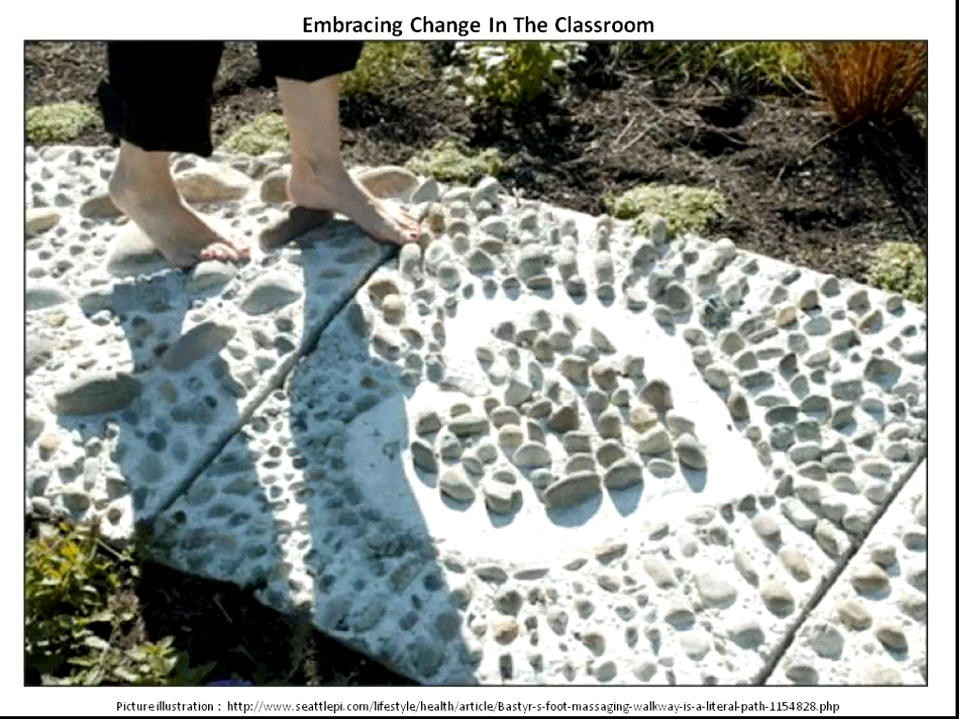 Embracing Change In The Classroom
Picture illustration : http://www.seattlepi.com/lifestyle/health/article/Bastyr-s-foot-massaging-walkway-is-a-literal-path-1154828.php